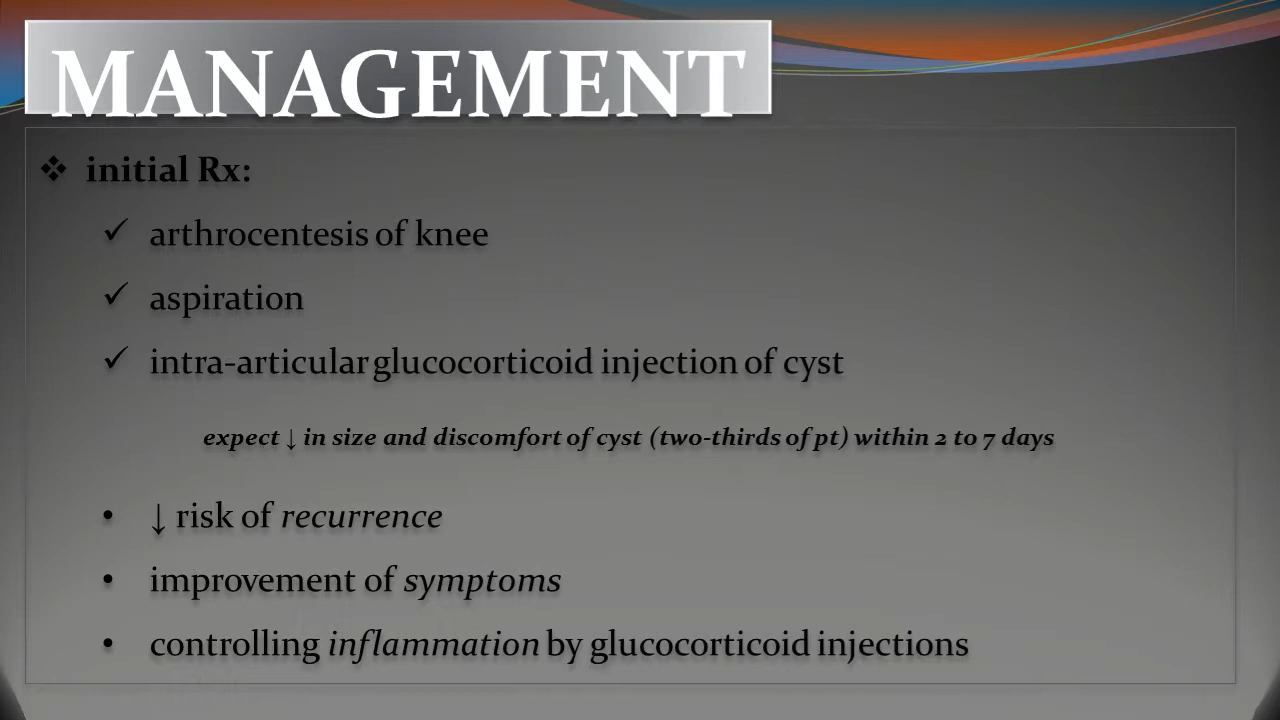 MANAGEMENT
❖ initial Rx:
✓ arthrocentesis of knee
✓ aspiration
✓ intra-articular glucocorticoid injection of cyst
expect ↓ in size and discomfort of cyst (two-thirds of pt) within 2 to 7 days
• ↓ risk of recurrence
• improvement of symptoms
• controlling inflammation by glucocorticoid injections